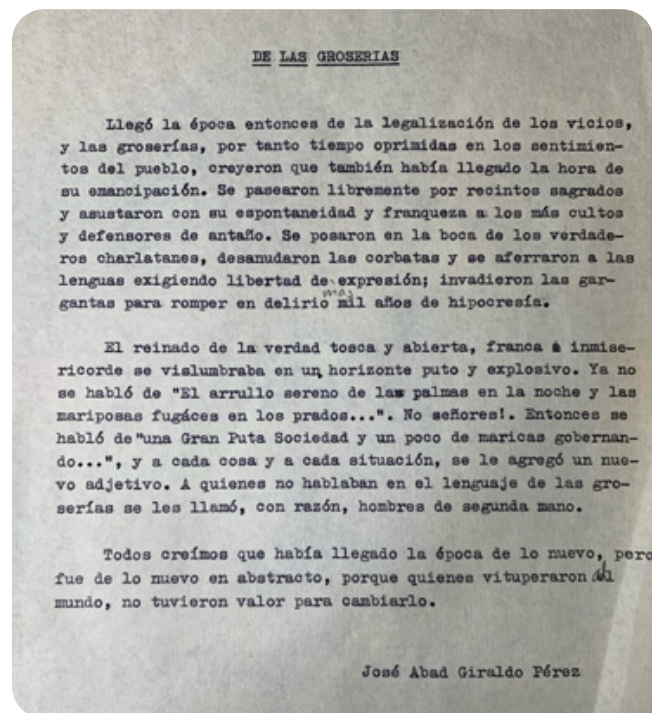 DE LAS GROSERIAS
Llegó la época entonces de la legalización de los vicios,
y las groserías, por tanto tiempo oprimidas en los sentimien-
tos del pueblo, creyeron que también había llegado la hora de
su emancipación. Se pasearon libremente por recintos sagrados
y asustaron con su espontaneidad y franqueza a los más cultos
y defensores de antaño. Se posaron en la boca de los verdade-
ros charlatanes, desanudaron las corbatas y se aferraron a las
lenguas exigiendo libertad de expresión; invadieron las gar-
más
gantas para romper en delirio mil años de hipocresía.
El reinado de la verdad tosca y abierta, franca e inmise-
ricorde se vislumbraba en un horizonte puto y explosivo. Ya no
se habló de "El arrullo sereno de las palmas en la noche y las
mariposas fugáces en los prados...". No señores!. Entonces se
habló de "una Gran Puta Sociedad y un poco de maricas gobernan-
do...", y a cada cosa y a cada situación, se le agregó un nue-
vo adjetivo. A quienes no hablaban en el lenguaje de las gro-
serías se les llamó, con razón, hombres de segunda mano.
Todos creímos que había llegado la época de lo nuevo, pero
fue de lo nuevo en abstracto, porque quienes vituperaron al
mundo, no tuvieron valor para cambiarlo.
José Abad Giraldo Pérez